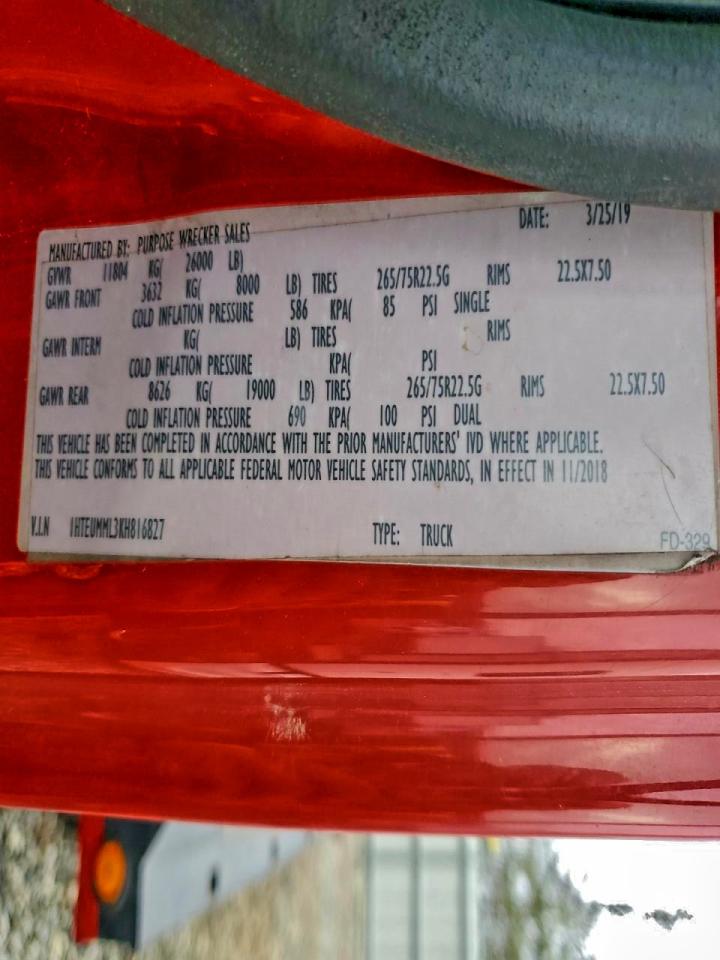 DATE: 3/25/19
MANUFACTURED BY: PURPOSE WRECKER SALES
GVWR 11804 KG( 26000 LB)
GAWR FRONT 3632 KG( 8000 LB) TIRES 265/75R22.5G RIMS 22.5X7.50
COLD INFLATION PRESSURE 586 KPA( 85 PSI SINGLE
GAWR INTERM KG( LB) TIRES RIMS
COLD INFLATION PRESSURE KPA( PSI
GAWR REAR 8626 KG( 19000 LB) TIRES 265/75R22.5G RIMS 22.5X7.50
COLD INFLATION PRESSURE 690 KPA( 100 PSI DUAL
THIS VEHICLE HAS BEEN COMPLETED IN ACCORDANCE WITH THE PRIOR MANUFACTURERS' IVD WHERE APPLICABLE.
THIS VEHICLE CONFORMS TO ALL APPLICABLE FEDERAL MOTOR VEHICLE SAFETY STANDARDS, IN EFFECT IN 11/2018
V.I.N 1HTEUMML3KH816827 TYPE: TRUCK
FD-329